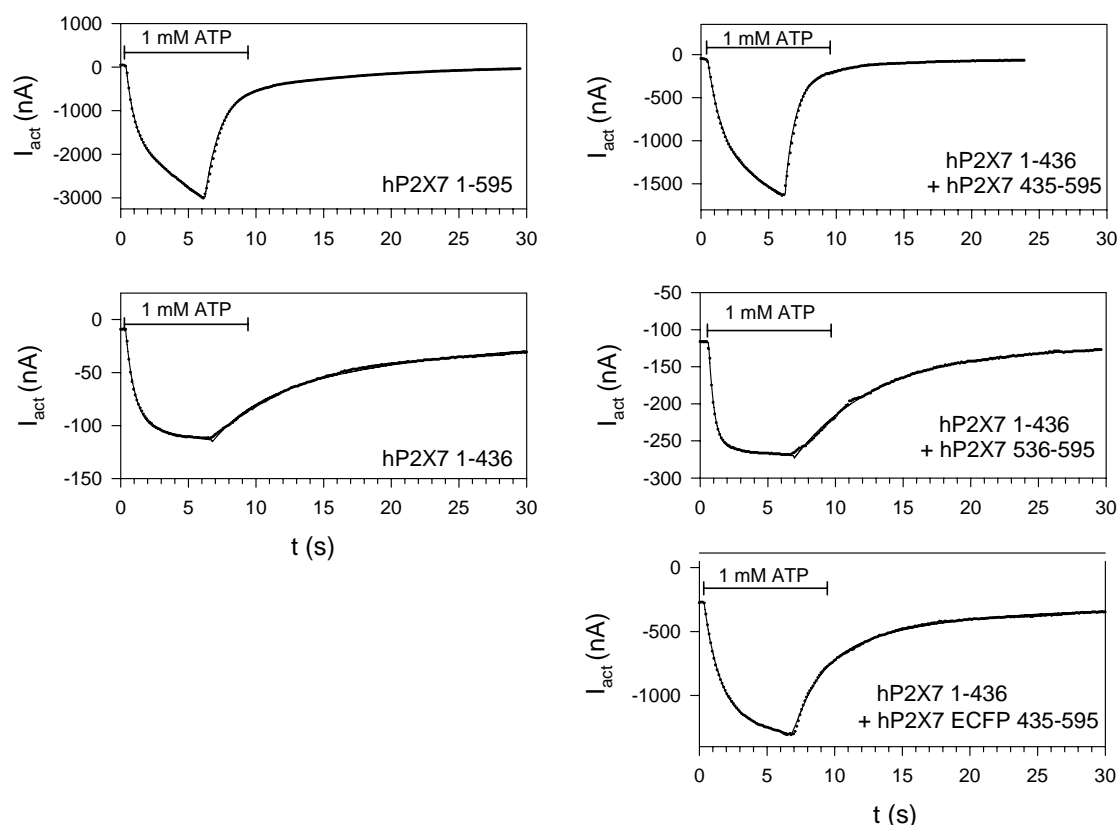 1000
0
-1000
-2000
-3000
I_act (nA)
1 mM ATP
hP2X7 1-595
0 5 10 15 20 25 30
0
-500
-1000
-1500
I_act (nA)
1 mM ATP
hP2X7 1-436
+ hP2X7 435-595
0 5 10 15 20 25 30
0
-50
-100
-150
I_act (nA)
1 mM ATP
hP2X7 1-436
0 5 10 15 20 25 30
t (s)
-50
-100
-150
-200
-250
-300
I_act (nA)
1 mM ATP
hP2X7 1-436
+ hP2X7 536-595
0 5 10 15 20 25 30
0
-500
-1000
I_act (nA)
1 mM ATP
hP2X7 1-436
+ hP2X7 ECFP 435-595
0 5 10 15 20 25 30
t (s)